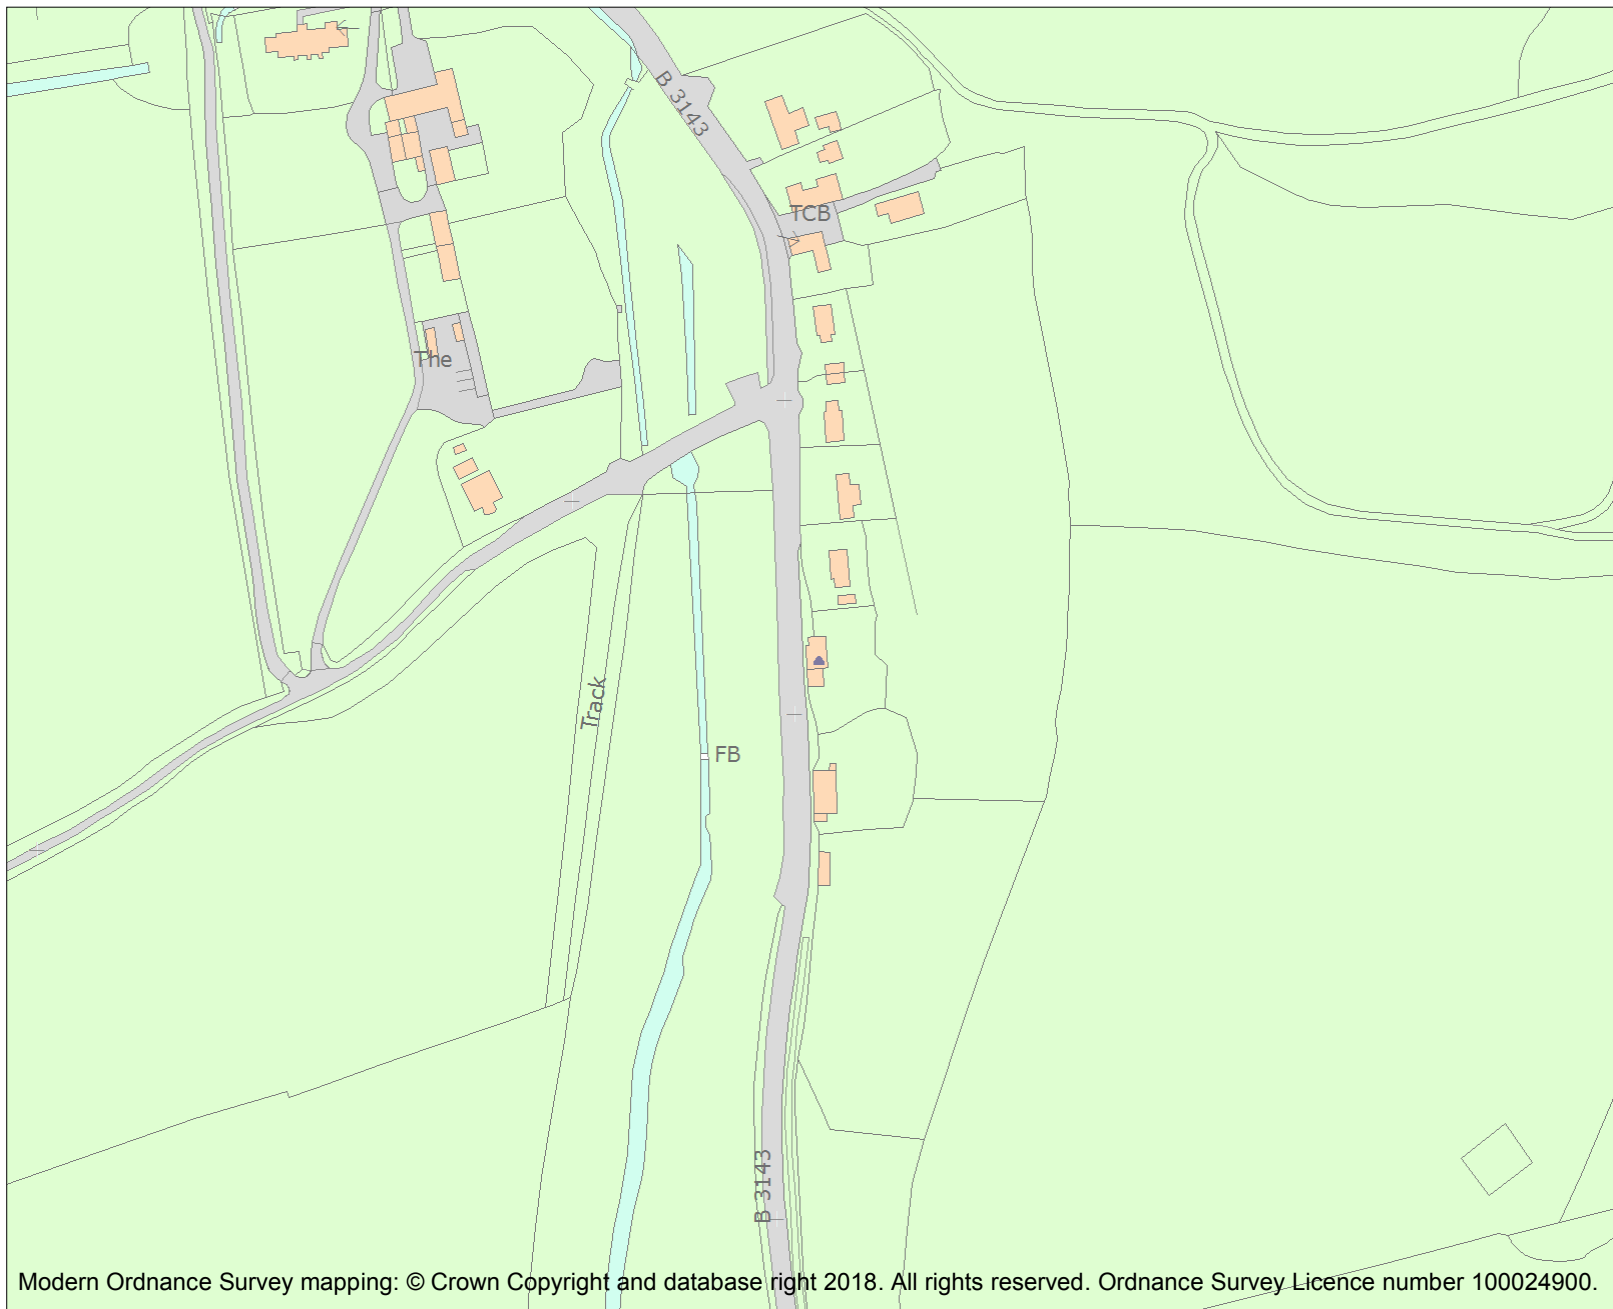 B 3143
TCB
The
Track
FB
B 3143
Modern Ordnance Survey mapping: © Crown Copyright and database right 2018. All rights reserved. Ordnance Survey Licence number 100024900.